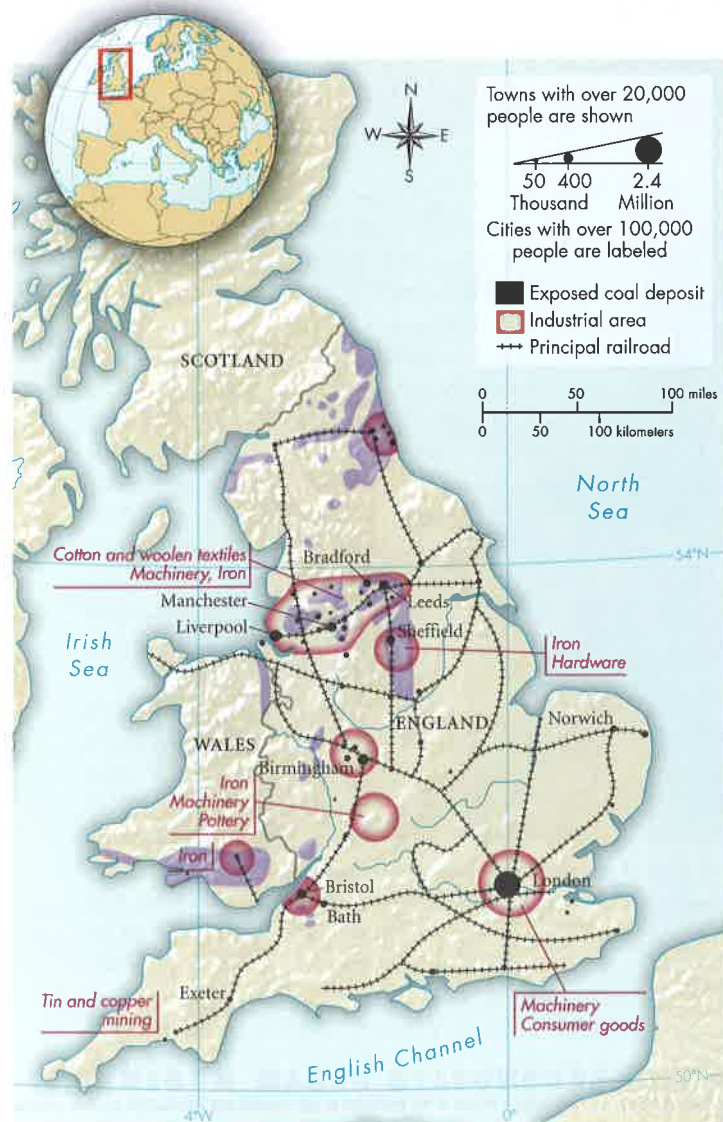 N
W
E
S
Towns with over 20,000
people are shown
50
400
2.4
Thousand
Million
Cities with over 100,000
people are labeled
Exposed coal deposit
Industrial area
Principal railroad
0
50
100 miles
0
50
100 kilometers
SCOTLAND
North
Sea
54°N
Cotton and woolen textiles
Machinery, Iron
Bradford
Manchester
Leeds
Liverpool
Sheffield
Irish
Sea
Iron
Hardware
ENGLAND
Norwich
WALES
Birmingham
Iron
Machinery
Pottery
Iron
London
Bristol
Bath
Exeter
Tin and copper
mining
Machinery
Consumer goods
English Channel
50°N
4°W
0°